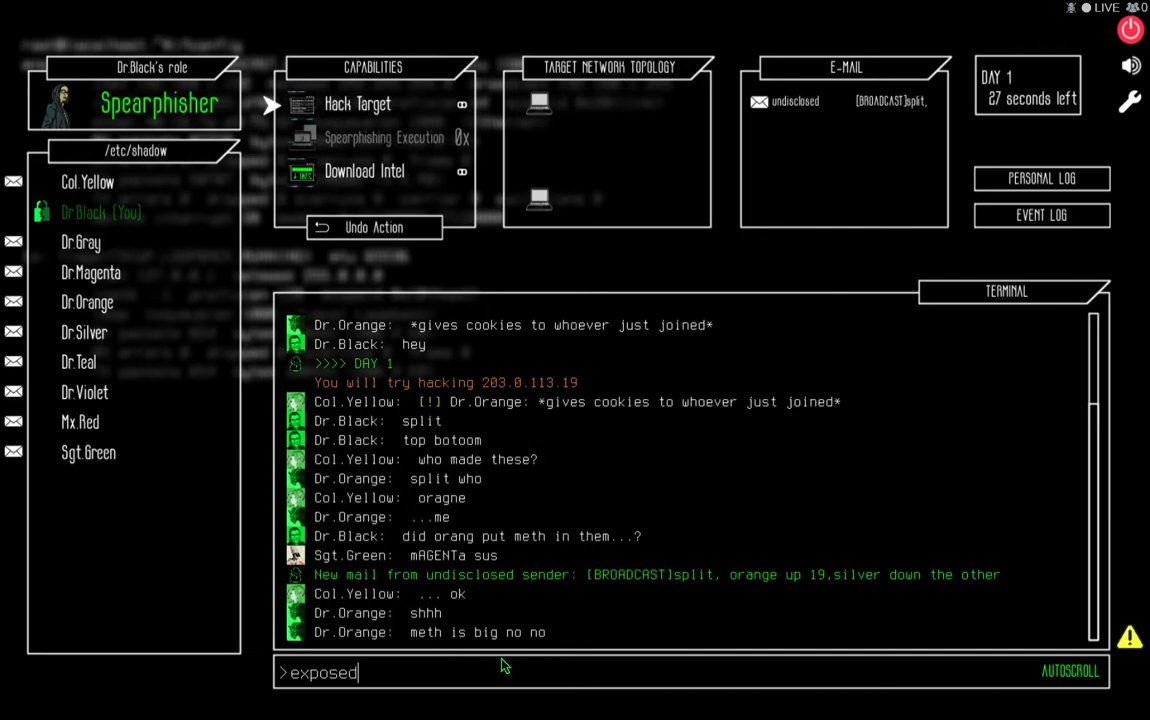 LIVE 0
Dr.Black's role
Spearphisher
/etc/shadow
Col.Yellow
Dr.Black (You)
Dr.Gray
Dr.Magenta
Dr.Orange
Dr.Silver
Dr.Teal
Dr.Violet
Mx.Red
Sgt.Green
CAPABILITIES
Hack Target
Spearphishing Execution 0x
Download Intel
Undo Action
TARGET NETWORK TOPOLOGY
E-MAIL
undisclosed [BROADCAST]split,
DAY 1
27 seconds left
PERSONAL LOG
EVENT LOG
TERMINAL
Dr.Orange: *gives cookies to whoever just joined*
Dr.Black: hey
>>>> DAY 1
You will try hacking 203.0.113.19
Col.Yellow: [!] Dr.Orange: *gives cookies to whoever just joined*
Dr.Black: split
Dr.Black: top botoom
Col.Yellow: who made these?
Dr.Orange: split who
Col.Yellow: oragne
Dr.Orange: ...me
Dr.Black: did orang put meth in them...?
Sgt.Green: mAGENTa sus
New mail from undisclosed sender: [BROADCAST]split, orange up 19,silver down the other
Col.Yellow: ... ok
Dr.Orange: shhh
Dr.Orange: meth is big no no
>exposed
AUTOSCROLL